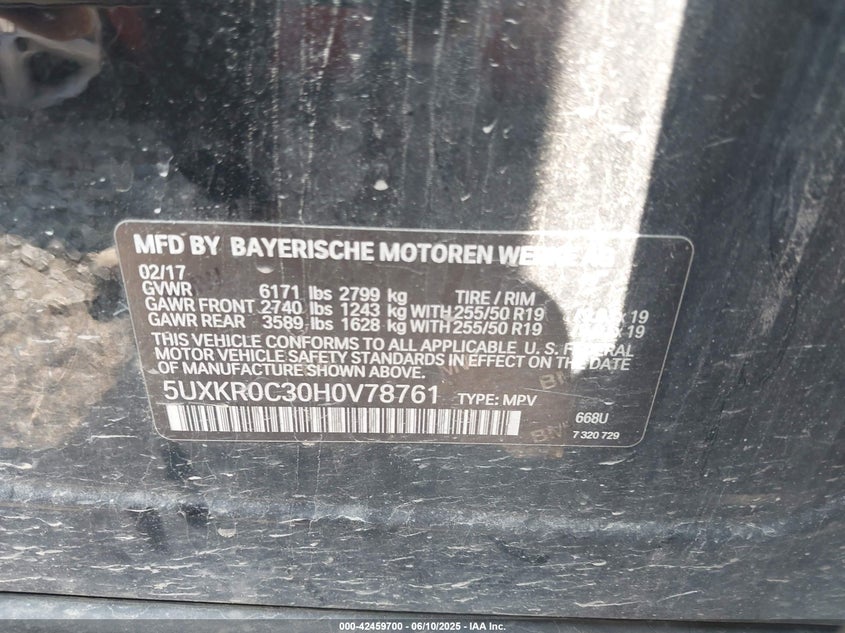 MFD BY BAYERISCHE MOTOREN AG
02/17
GVWR 6171 lbs 2799 kg TIRE / RIM
GAWR FRONT 2740 lbs 1243 kg WITH 255/50 R19 x 19
GAWR REAR 3589 lbs 1628 kg WITH 255/50 R19 x 19
THIS VEHICLE CONFORMS TO ALL APPLICABLE U.S. FEDERAL
MOTOR VEHICLE SAFETY STANDARDS IN EFFECT ON THE DATE
OF MANUFACTURE SHOWN ABOVE.
5UXKR0C30H0V78761 TYPE: MPV
668U
7 320 729
000-42459700 - 06/10/2025 - IAA Inc.